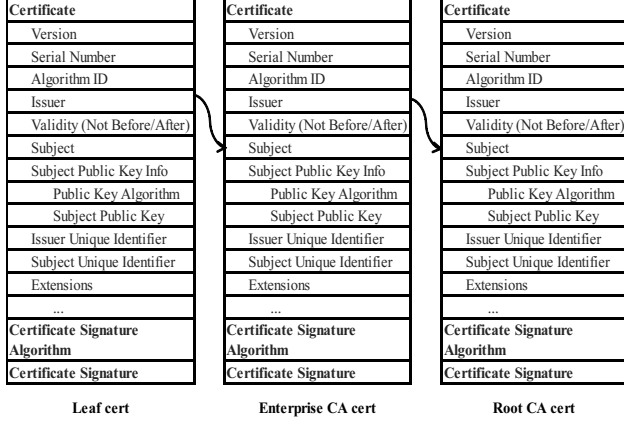 Certificate
Version
Serial Number
Algorithm ID
Issuer
Validity (Not Before/After)
Subject
Subject Public Key Info
Public Key Algorithm
Subject Public Key
Issuer Unique Identifier
Subject Unique Identifier
Extensions
...
Certificate Signature
Algorithm
Certificate Signature
Leaf cert
Certificate
Version
Serial Number
Algorithm ID
Issuer
Validity (Not Before/After)
Subject
Subject Public Key Info
Public Key Algorithm
Subject Public Key
Issuer Unique Identifier
Subject Unique Identifier
Extensions
...
Certificate Signature
Algorithm
Certificate Signature
Enterprise CA cert
Certificate
Version
Serial Number
Algorithm ID
Issuer
Validity (Not Before/After)
Subject
Subject Public Key Info
Public Key Algorithm
Subject Public Key
Issuer Unique Identifier
Subject Unique Identifier
Extensions
...
Certificate Signature
Algorithm
Certificate Signature
Root CA cert